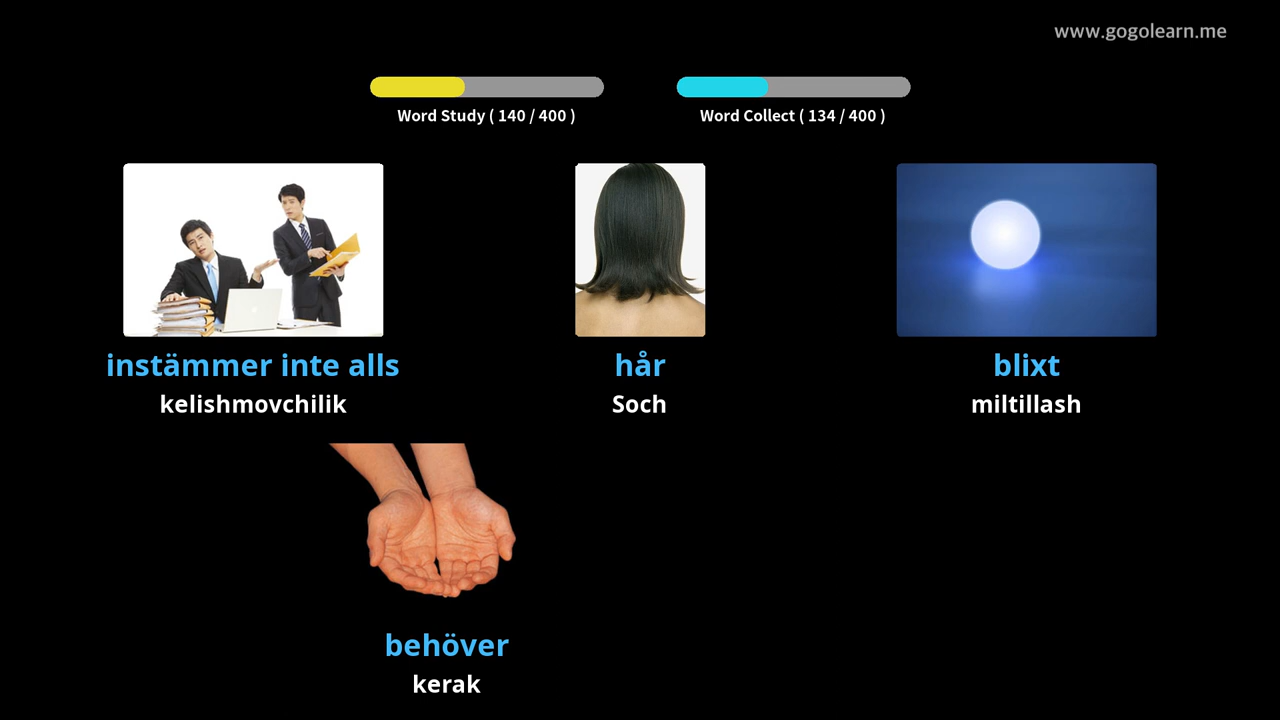 www.gogolearn.me
Word Study ( 140 / 400 )
Word Collect ( 134 / 400 )
instämmer inte alls
kelishmovchilik
hår
Soch
blixt
miltillash
behöver
kerak